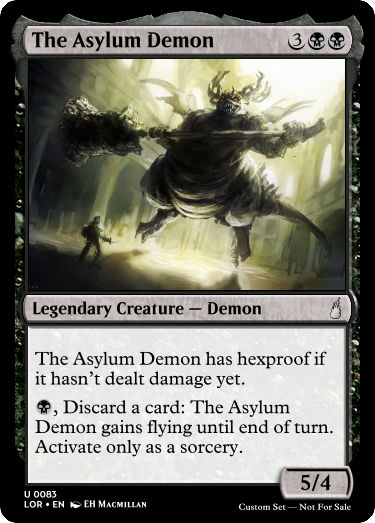 The Asylum Demon 3
Legendary Creature — Demon
The Asylum Demon has hexproof if
it hasn't dealt damage yet.
, Discard a card: The Asylum
Demon gains flying until end of turn.
Activate only as a sorcery.
5/4
U 0083
LOR • EN EH MACMILLAN
Custom Set — Not For Sale